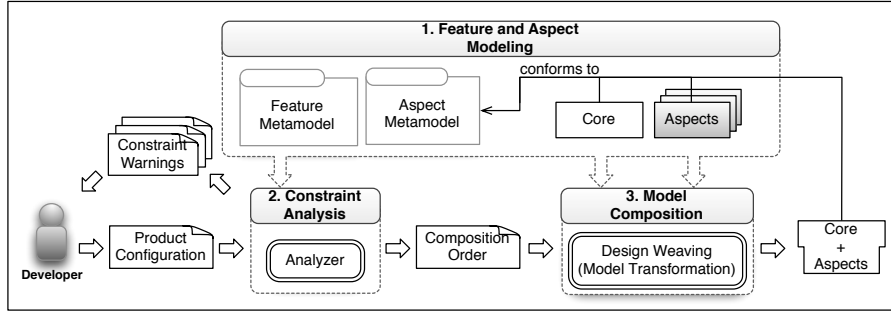 1. Feature and Aspect
Modeling
conforms to
Feature
Metamodel
Aspect
Metamodel
Core
Aspects
Constraint
Warnings
2. Constraint
Analysis
3. Model
Composition
Developer
Product
Configuration
Analyzer
Composition
Order
Design Weaving
(Model Transformation)
Core
+
Aspects